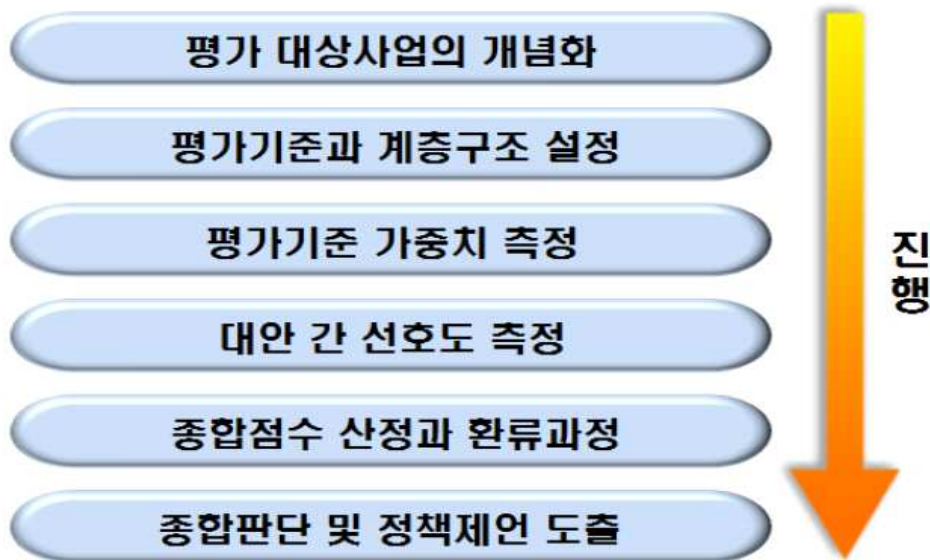 평가 대상사업의 개념화
평가기준과 계층구조 설정
평가기준 가중치 측정
대안 간 선호도 측정
종합점수 산정과 환류과정
종합판단 및 정책제언 도출
진행